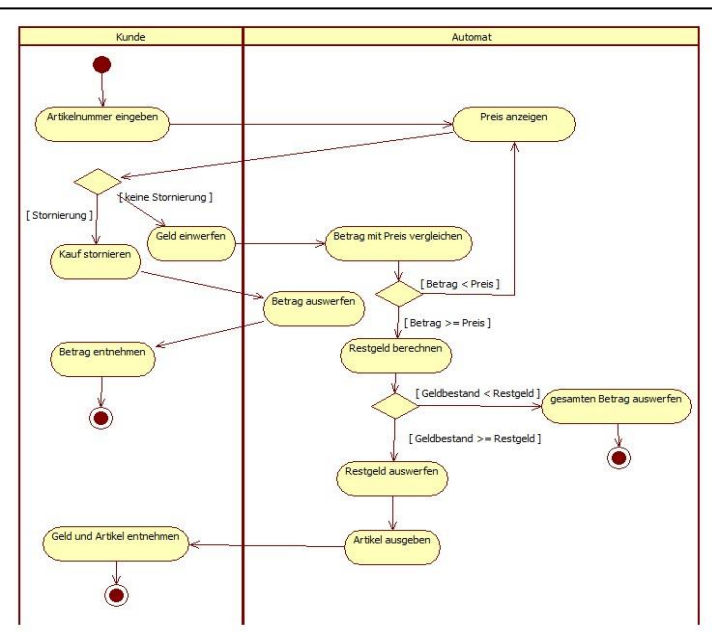 Kunde
Automat
Artikelnummer eingeben
Preis anzeigen
[ keine Stornierung ]
[ Stornierung ]
Geld einwerfen
Betrag mit Preis vergleichen
Kauf stornieren
[ Betrag < Preis ]
Betrag auswerfen
[ Betrag >= Preis ]
Betrag entnehmen
Restgeld berechnen
[ Geldbestand < Restgeld ]
gesamten Betrag auswerfen
[ Geldbestand >= Restgeld ]
Restgeld auswerfen
Geld und Artikel entnehmen
Artikel ausgeben